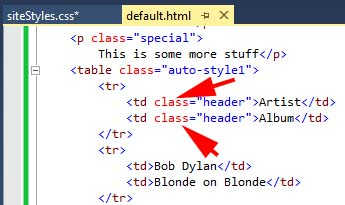 siteStyles.css* default.html
<p class="special">
This is some more stuff</p>
<table class="auto-style1">
<tr>
<td class="header">Artist</td>
<td class="header">Album</td>
</tr>
<tr>
<td>Bob Dylan</td>
<td>Blonde on Blonde</td>
</tr>